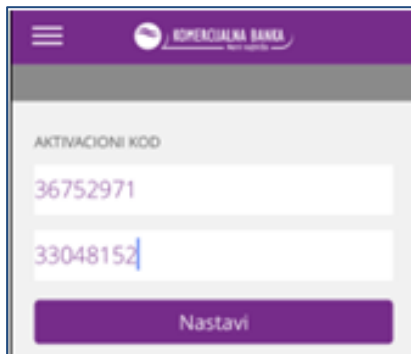 KOMERCIJALNA BANKA
AKTIVACIONI KOD
36752971
33048152
Nastavi